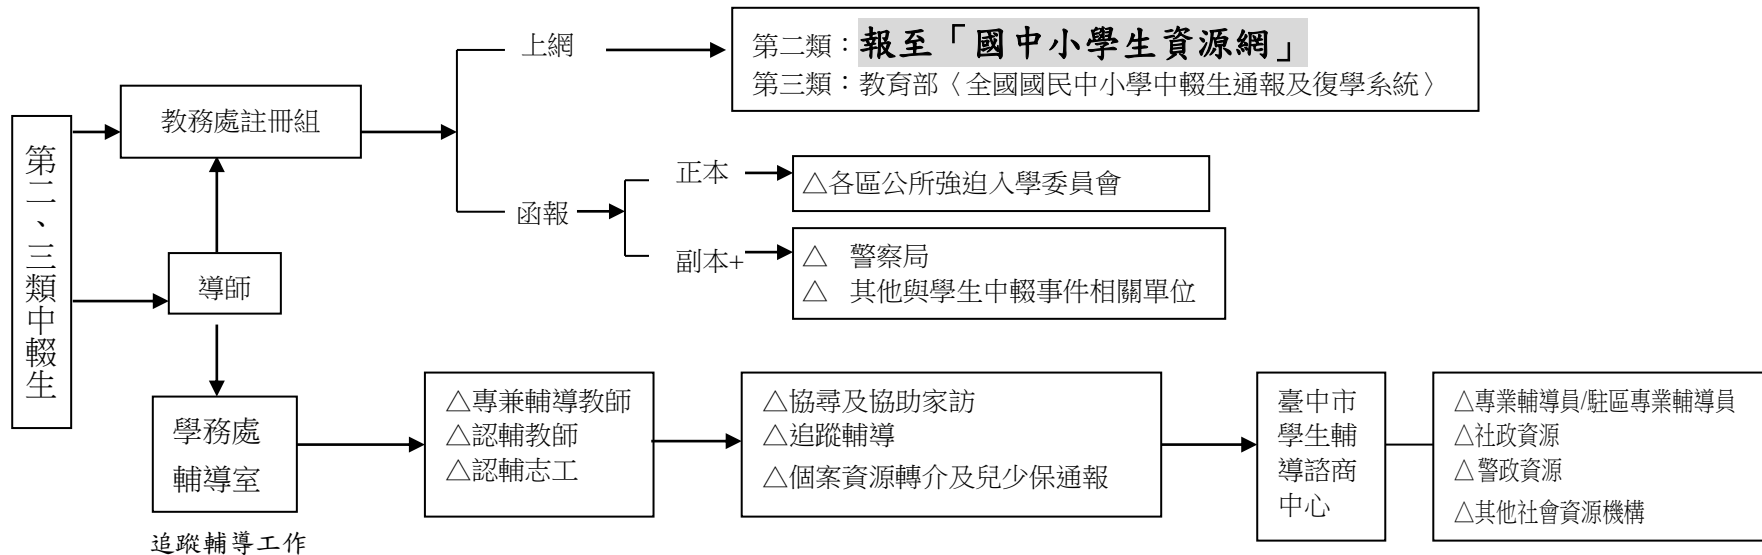 第二、三類中輟生
教務處註冊組
導師
學務處
輔導室
追蹤輔導工作
上網
第二類：報至「國中小學生資源網」
第三類：教育部〈全國國民中小學中輟生通報及復學系統〉
函報
正本
△各區公所強迫入學委員會
副本+
△ 警察局
△ 其他與學生中輟事件相關單位
△專兼輔導教師
△認輔教師
△認輔志工
△協尋及協助家訪
△追蹤輔導
△個案資源轉介及兒少保通報
臺中市
學生輔
導諮商
中心
△專業輔導員/駐區專業輔導員
△社政資源
△警政資源
△其他社會資源機構